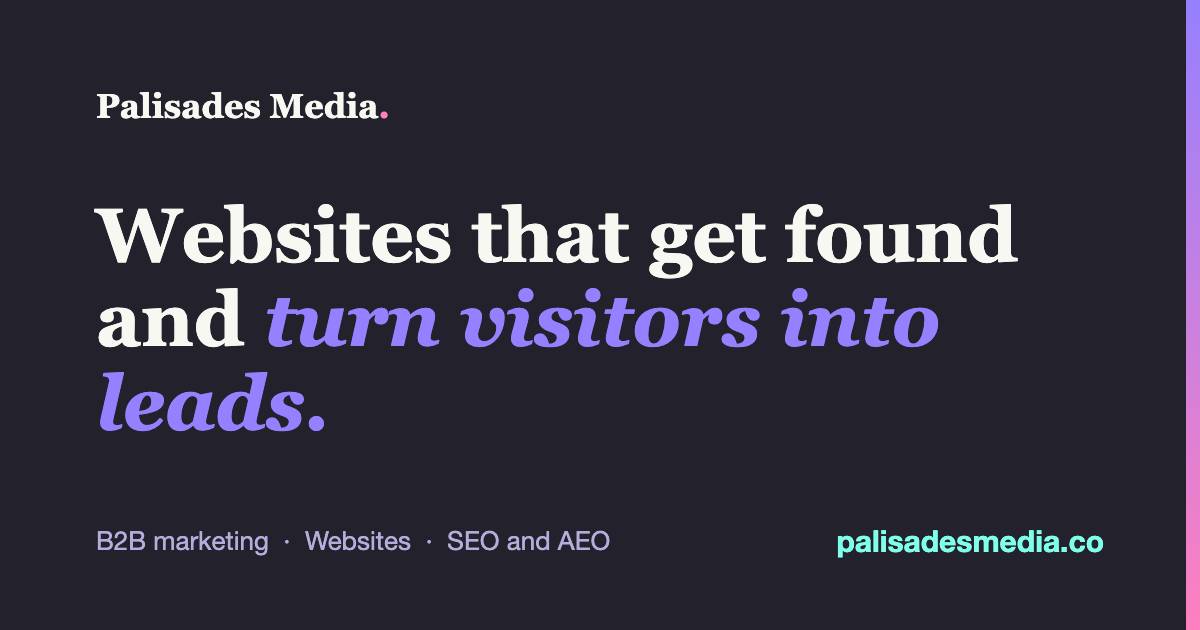 Palisades Media.
Websites that get found
and turn visitors into
leads.
B2B marketing · Websites · SEO and AEO
palisadesmedia.co